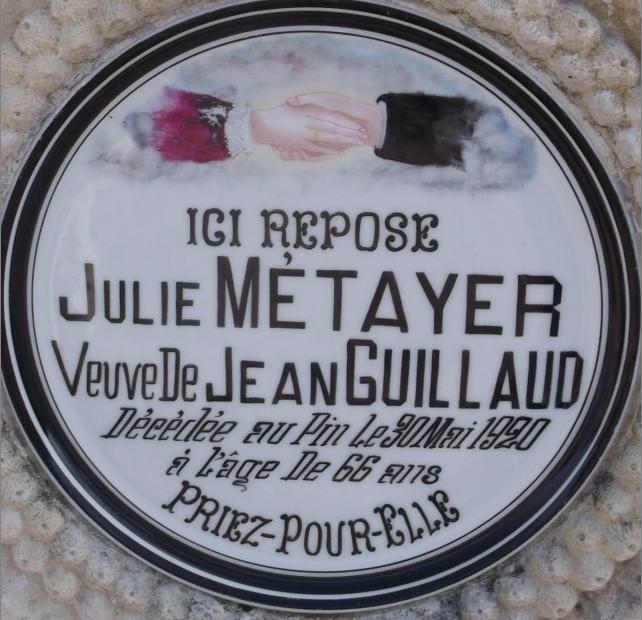 ICI REPOSE
JULIE MÉTAYER
VEUVE DE JEAN GUILLAUD
Décédée au Pin Le 30 Mai 1920
à L'âge De 66 ans
PRIEZ-POUR-ELLE